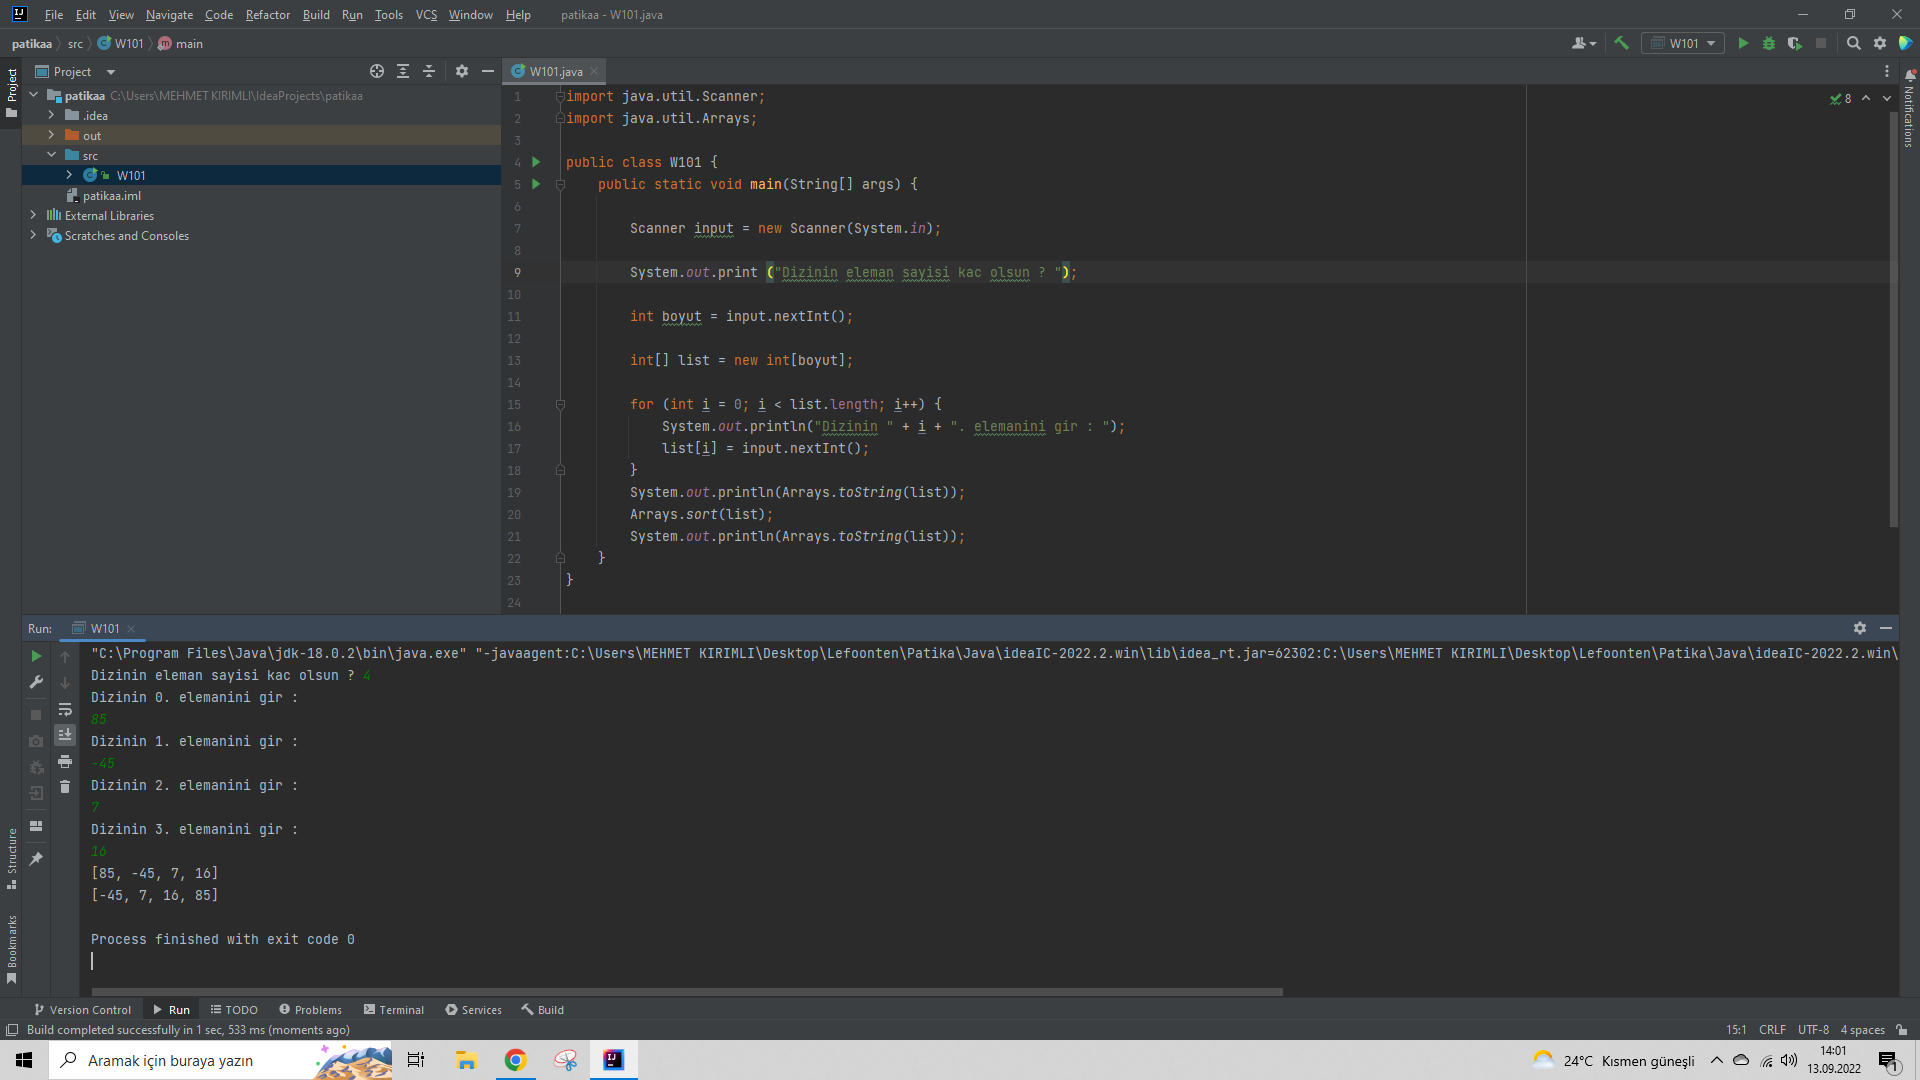 File Edit View Navigate Code Refactor Build Run Tools VCS Window Help patikaa - W101.java
patikaa src W101 main
W101
Project
Project
W101.java
Notifications
patikaa C:\Users\MEHMET KIRIMLI\IdeaProjects\patikaa
.idea
out
src
W101
patikaa.iml
External Libraries
Scratches and Consoles
8
1 import java.util.Scanner;
2 import java.util.Arrays;
3
4 public class W101 {
5 public static void main(String[] args) {
6
7 Scanner input = new Scanner(System.in);
8
9 System.out.print ("Dizinin eleman sayisi kac olsun ? ");
10
11 int boyut = input.nextInt();
12
13 int[] list = new int[boyut];
14
15 for (int i = 0; i < list.length; i++) {
16 System.out.println("Dizinin " + i + ". elemanini gir : ");
17 list[i] = input.nextInt();
18 }
19 System.out.println(Arrays.toString(list));
20 Arrays.sort(list);
21 System.out.println(Arrays.toString(list));
22 }
23 }
24
Run: W101
"C:\Program Files\Java\jdk-18.0.2\bin\java.exe" "-javaagent:C:\Users\MEHMET KIRIMLI\Desktop\Lefoonten\Patika\Java\ideaIC-2022.2.win\lib\idea_rt.jar=62302:C:\Users\MEHMET KIRIMLI\Desktop\Lefoonten\Patika\Java\ideaIC-2022.2.win\
Dizinin eleman sayisi kac olsun ? 4
Dizinin 0. elemanini gir :
85
Dizinin 1. elemanini gir :
-45
Dizinin 2. elemanini gir :
7
Dizinin 3. elemanini gir :
16
[85, -45, 7, 16]
[-45, 7, 16, 85]
Process finished with exit code 0
Structure
Bookmarks
Version Control Run TODO Problems Terminal Services Build
Build completed successfully in 1 sec, 533 ms (moments ago)
15:1 CRLF UTF-8 4 spaces
Aramak için buraya yazın
24°C Kısmen güneşli
14:01
13.09.2022
1